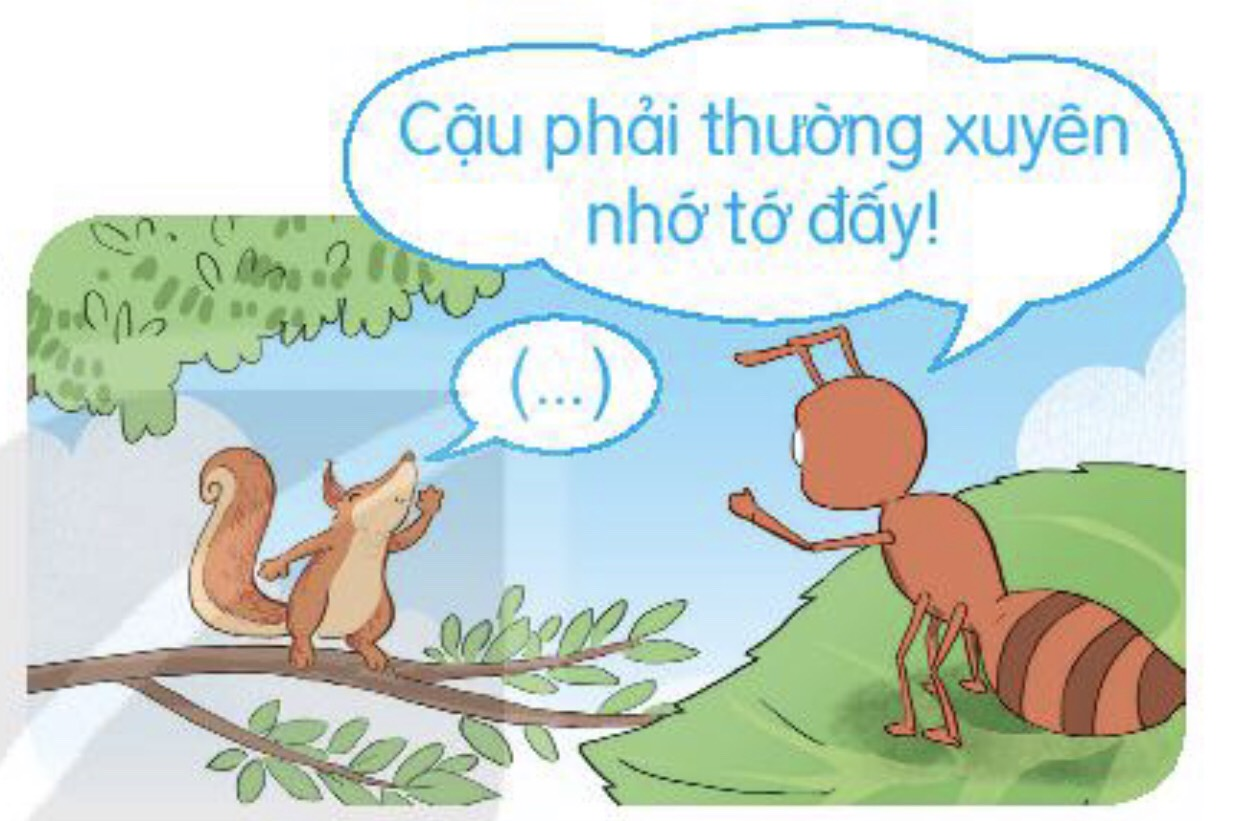 Cậu phải thường xuyên
nhớ tớ đấy!
(...)